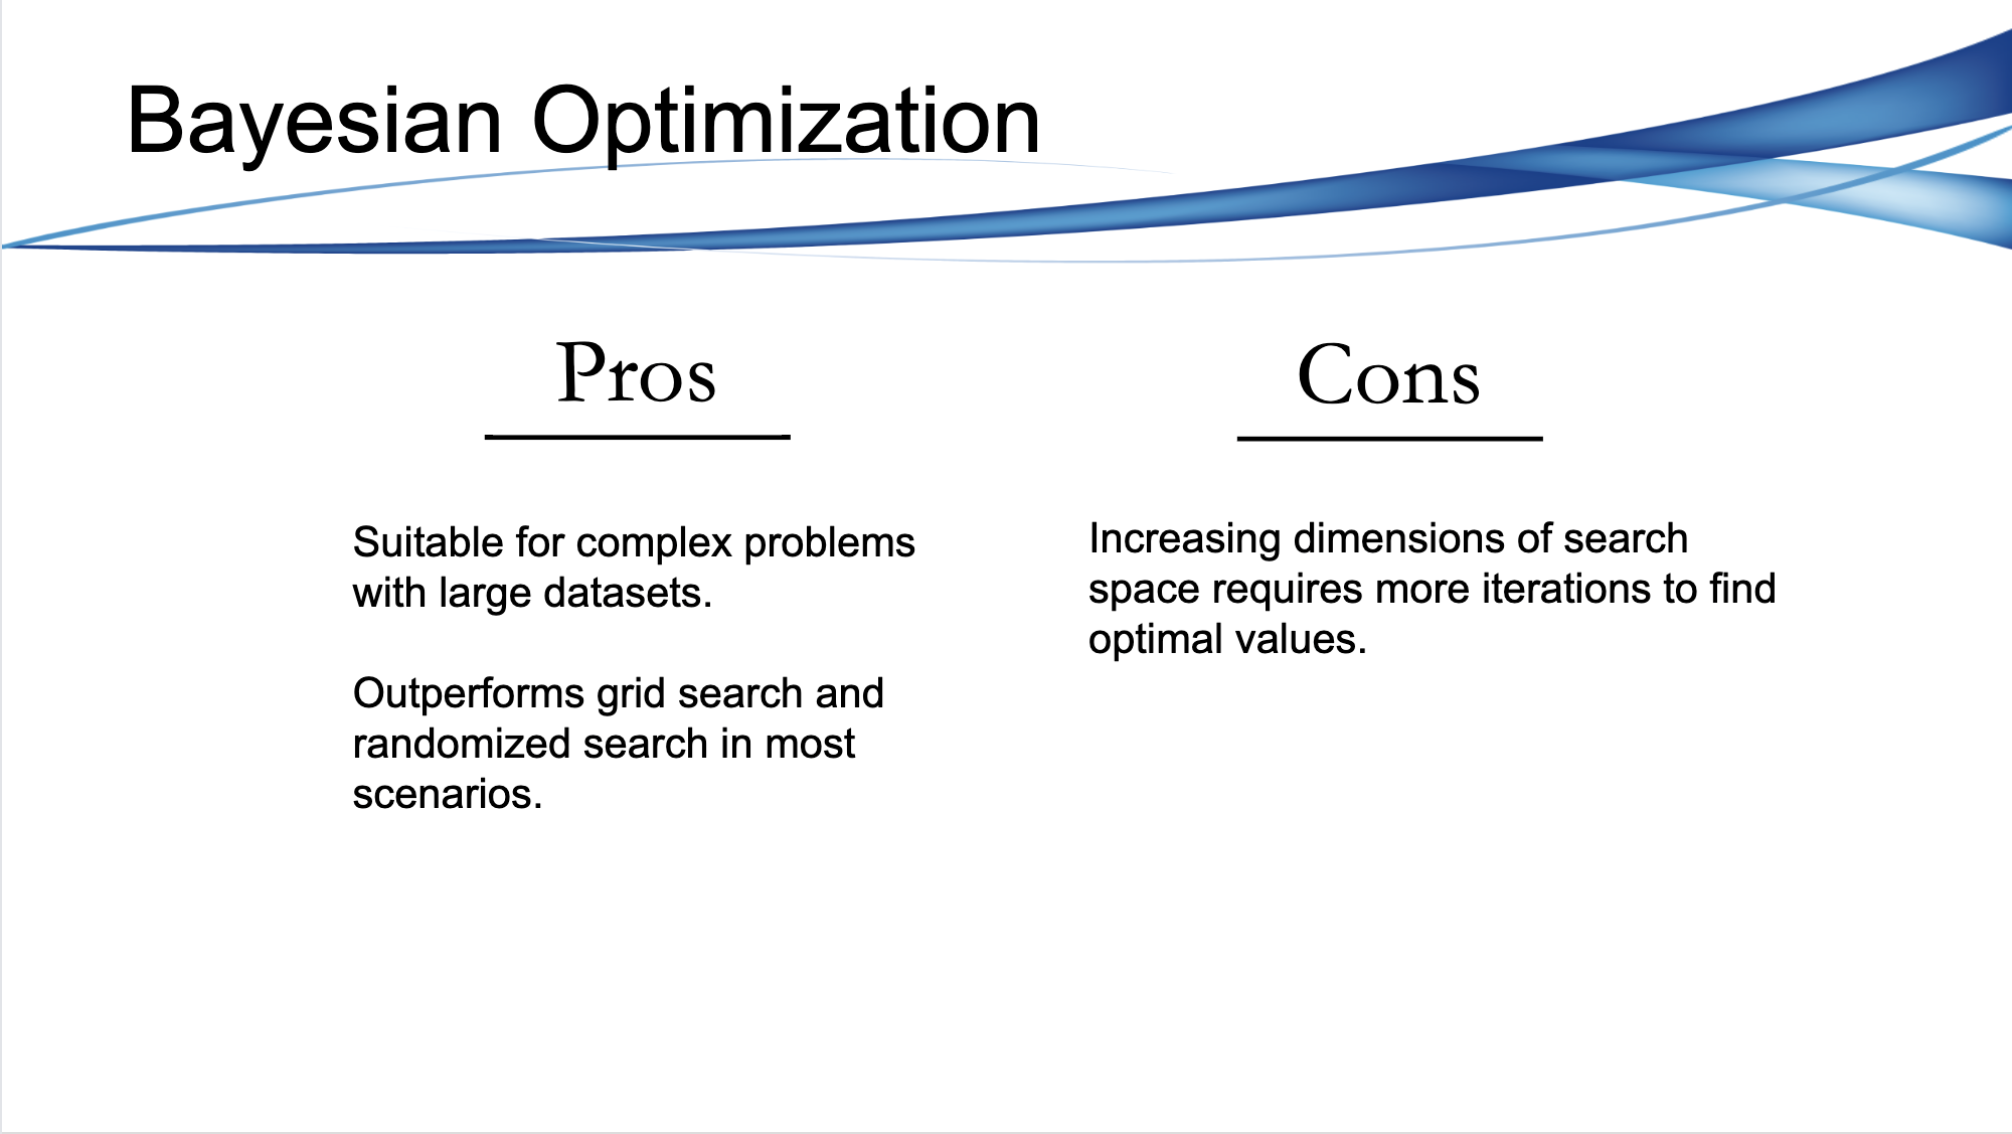 Bayesian Optimization
Pros
Suitable for complex problems
with large datasets.
Outperforms grid search and
randomized search in most
scenarios.
Cons
Increasing dimensions of search
space requires more iterations to find
optimal values.